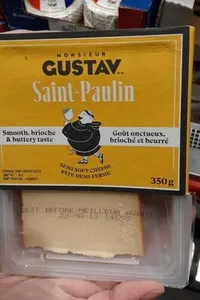 MONSIEUR
GUSTAV
Saint-Paulin
Smooth, brioche
& buttery taste
Goût onctueux,
brioché et beurré
SEMI-SOFT CHEESE
PÂTE DEMI-FERME
350g
BEST BEFORE-MEILLEUR AVANT